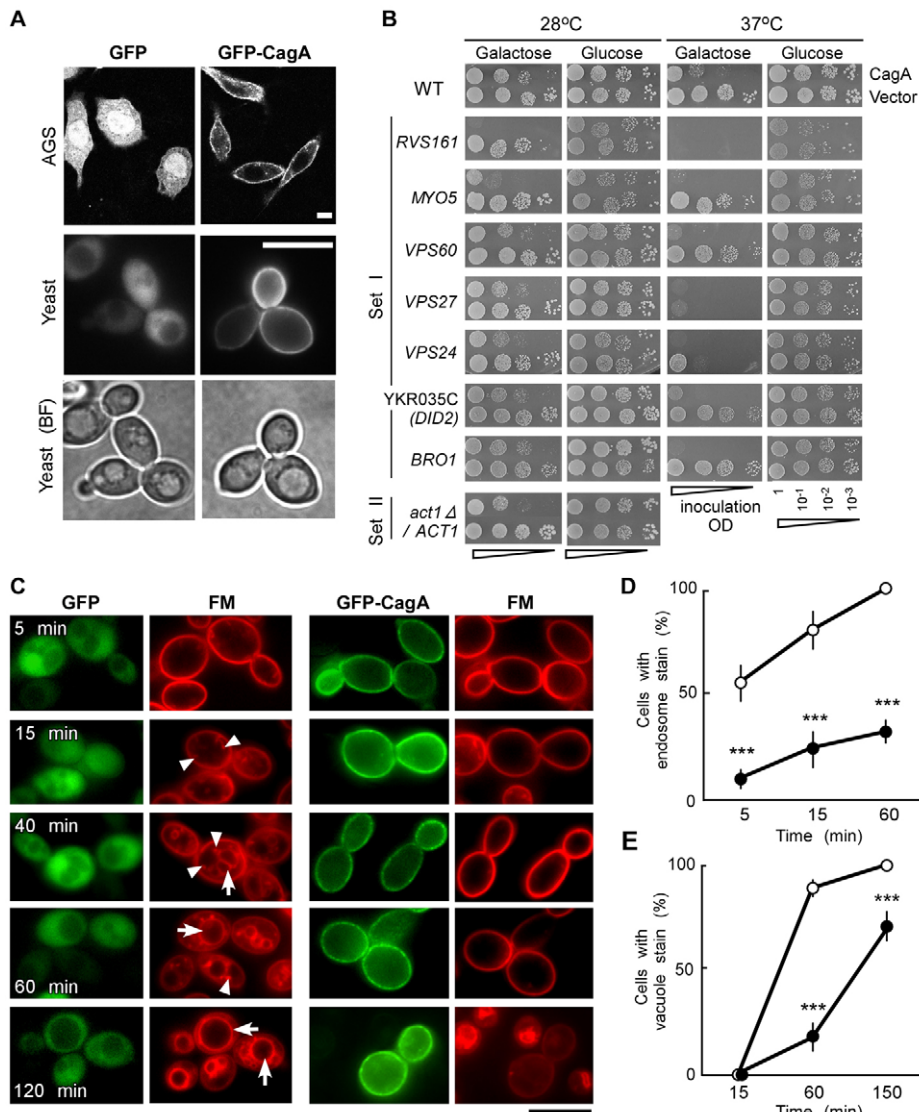 A
GFP GFP-CagA
AGS
Yeast
Yeast (BF)
B
28ºC 37ºC
Galactose Glucose Galactose Glucose
WT
CagA
Vector
Set I
RVS161
MYO5
VPS60
VPS27
VPS24
YKR035C
(DID2)
BRO1
Set II
act1 Δ
/ ACT1
inoculation
OD
1 10-1 10-2 10-3
C
GFP FM GFP-CagA FM
5 min
15 min
40 min
60 min
120 min
D
Cells with
endosome stain (%)
100
50
0
*** *** ***
5 15 60
Time (min)
E
Cells with
vacuole stain (%)
100
50
0
*** ***
15 60 150
Time (min)